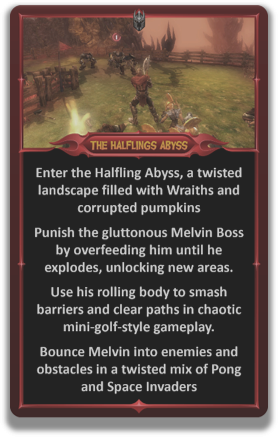 THE HALFLINGS ABYSS
Enter the Halfling Abyss, a twisted
landscape filled with Wraiths and
corrupted pumpkins
Punish the gluttonous Melvin Boss
by overfeeding him until he
explodes, unlocking new areas.
Use his rolling body to smash
barriers and clear paths in chaotic
mini-golf-style gameplay.
Bounce Melvin into enemies and
obstacles in a twisted mix of Pong
and Space Invaders